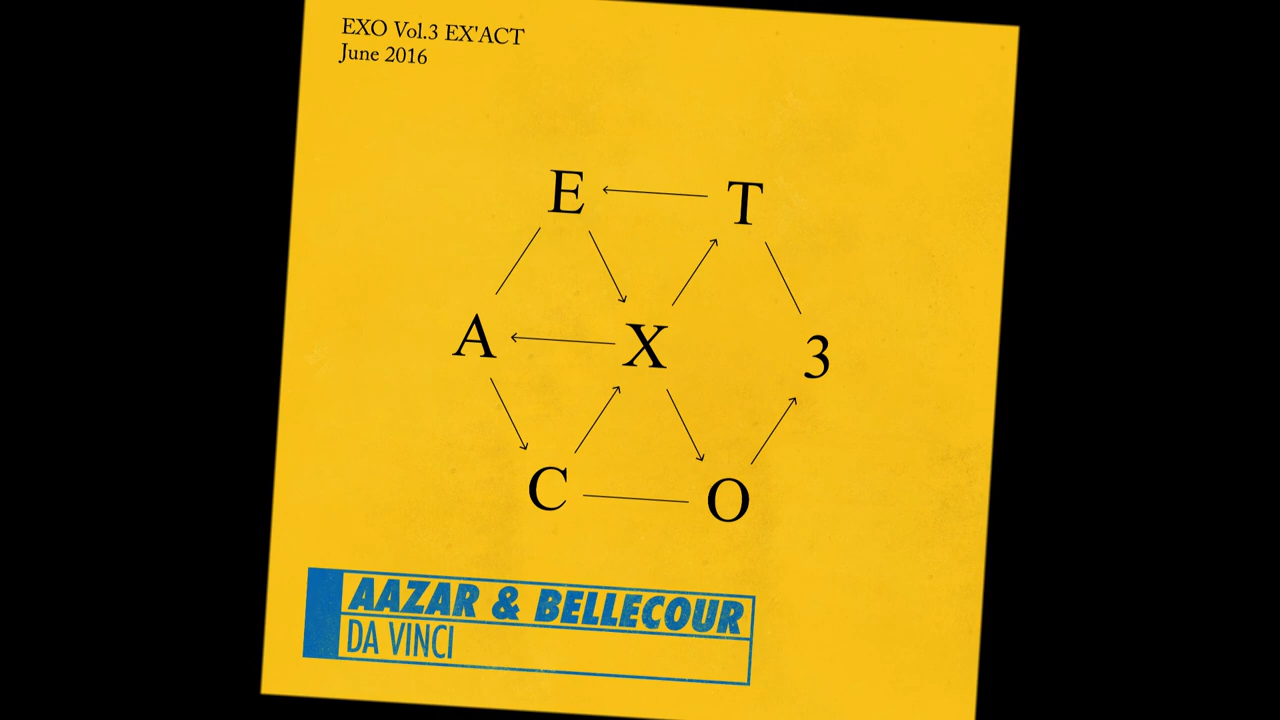 EXO Vol.3 EX'ACT
June 2016
E T
A X 3
C O
AAZAR & BELLECOUR
DA VINCI